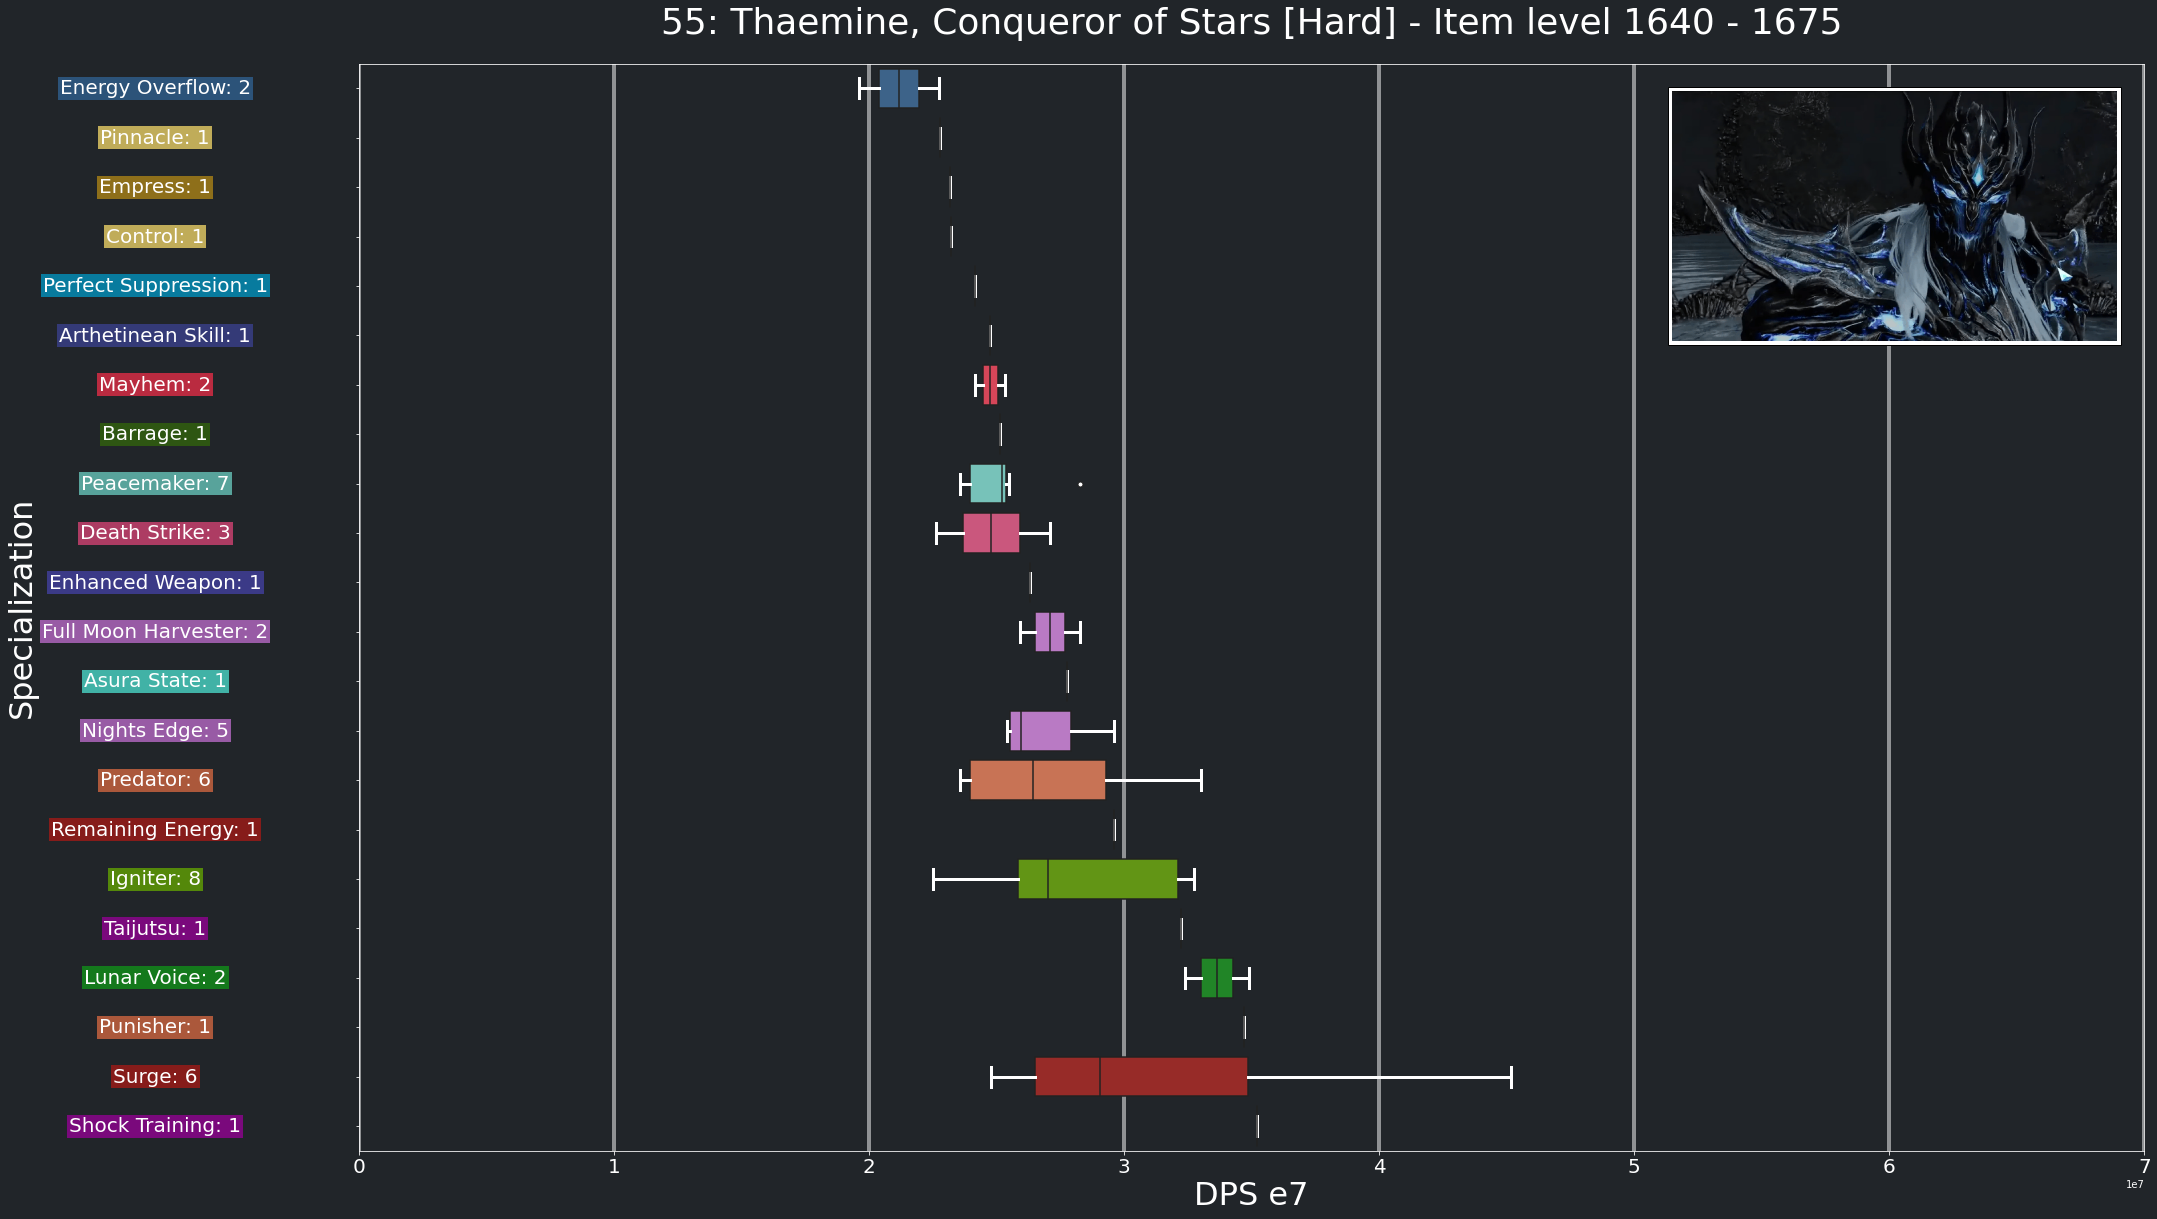 55: Thaemine, Conqueror of Stars [Hard] - Item level 1640 - 1675
Specialization
Energy Overflow: 2
Pinnacle: 1
Empress: 1
Control: 1
Perfect Suppression: 1
Arthetinean Skill: 1
Mayhem: 2
Barrage: 1
Peacemaker: 7
Death Strike: 3
Enhanced Weapon: 1
Full Moon Harvester: 2
Asura State: 1
Nights Edge: 5
Predator: 6
Remaining Energy: 1
Igniter: 8
Taijutsu: 1
Lunar Voice: 2
Punisher: 1
Surge: 6
Shock Training: 1
0 1 2 3 4 5 6 7
1e7
DPS e7